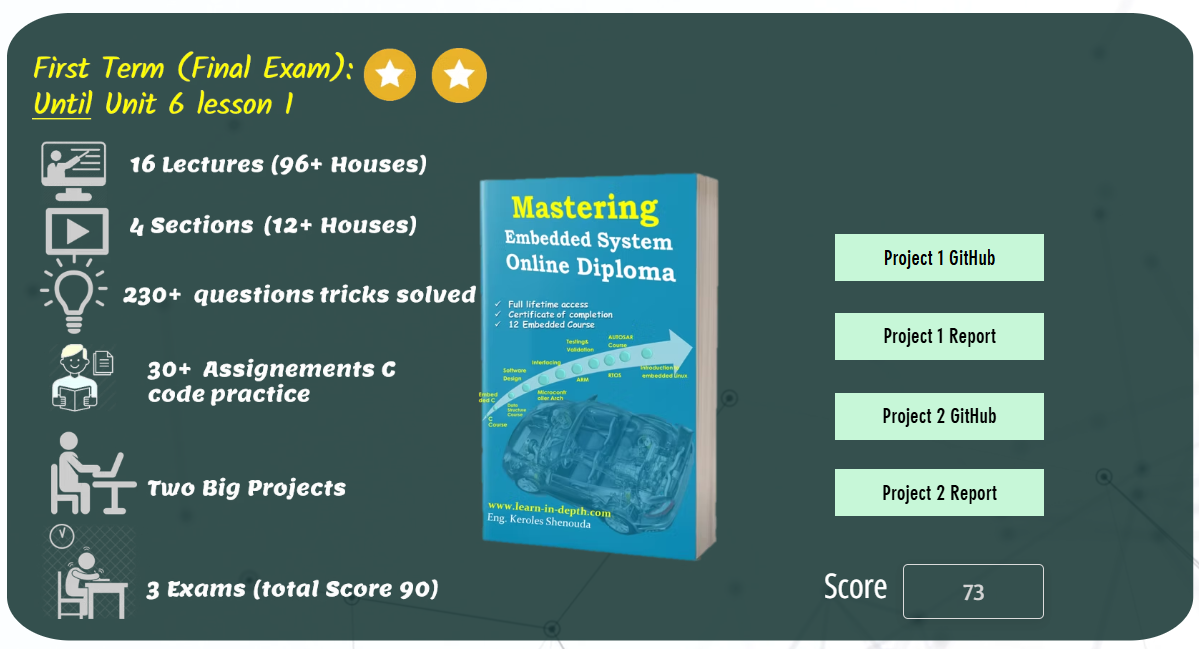 First Term (Final Exam):
Until Unit 6 lesson 1
16 Lectures (96+ Houses)
4 Sections (12+ Houses)
230+ questions tricks solved
30+ Assignements C
code practice
Two Big Projects
3 Exams (total Score 90)
Mastering
Embedded System
Online Diploma
✓ Full lifetime access
✓ Certificate of completion
✓ 12 Embedded Course
AUTOSAR
Course
Testing&
Validation
Interfacing
Introduction to
embedded Linux
Software
Design
ARM
RTOS
Embed
ded C
Microcontr
oller Arch
Data
Structure
Course
C
Course
www.learn-in-depth.com
Eng. Keroles Shenouda
Project 1 GitHub
Project 1 Report
Project 2 GitHub
Project 2 Report
Score 73